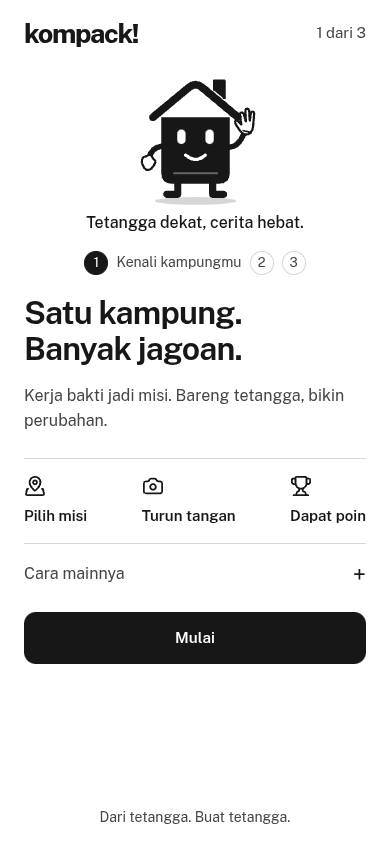 kompack!
1 dari 3
Tetangga dekat, cerita hebat.
1 Kenali kampungmu 2 3
Satu kampung.
Banyak jagoan.
Kerja bakti jadi misi. Bareng tetangga, bikin
perubahan.
Pilih misi
Turun tangan
Dapat poin
Cara mainnya +
Mulai
Dari tetangga. Buat tetangga.